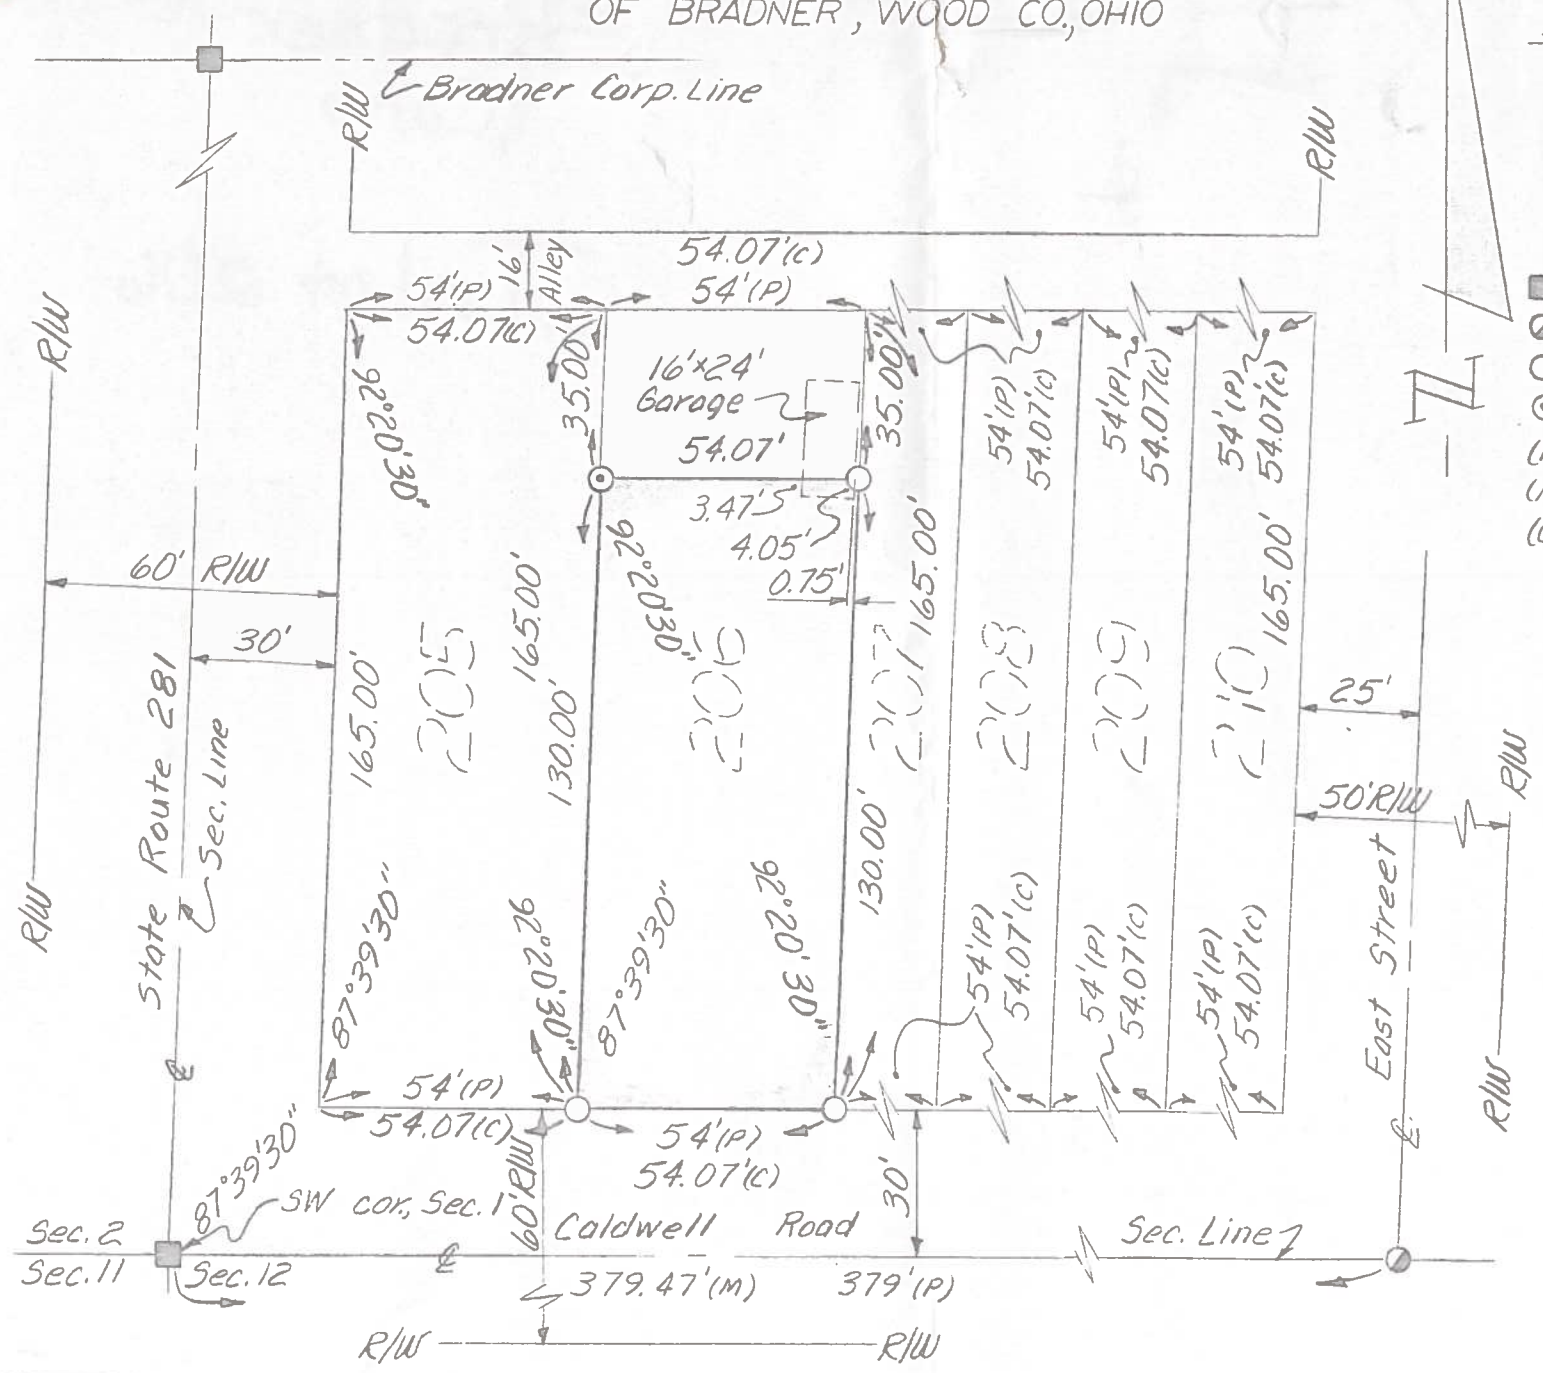 OF BRADNER, WOOD CO., OHIO
Bradner Corp. Line
R/W
R/W
16'
Alley
54.07'(C)
54'(P)
54'(P)
54.07(C)
R/W
35.00'
16'x24'
Garage
35.00'
54'(P)
54.07'(C)
54'(P)
54.07(C)
54'(P)
54.07'(C)
92°20'30"
54.07'
3.47'
4.05'
0.75'
92°20'30"
60' R/W
30'
165.00'
165.00'
130.00'
165.00'
165.00'
205
206
207
208
209
210
25'
50'R/W
R/W
State Route 281
Sec. Line
R/W
130.00'
87°39'30"
92°20'30"
87°39'30"
92°20'30"
54'(P)
54.07'(C)
54'(P)
54.07'(C)
54'(P)
54.07'(C)
East Street
R/W
54'(P)
54.07(C)
54'(P)
54.07'(C)
60' R/W
30'
87°39'30"
SW cor., Sec. 1
Sec. 2
Sec. 11
Sec. 12
Caldwell Road
Sec. Line
379.47'(M)
379'(P)
R/W
R/W